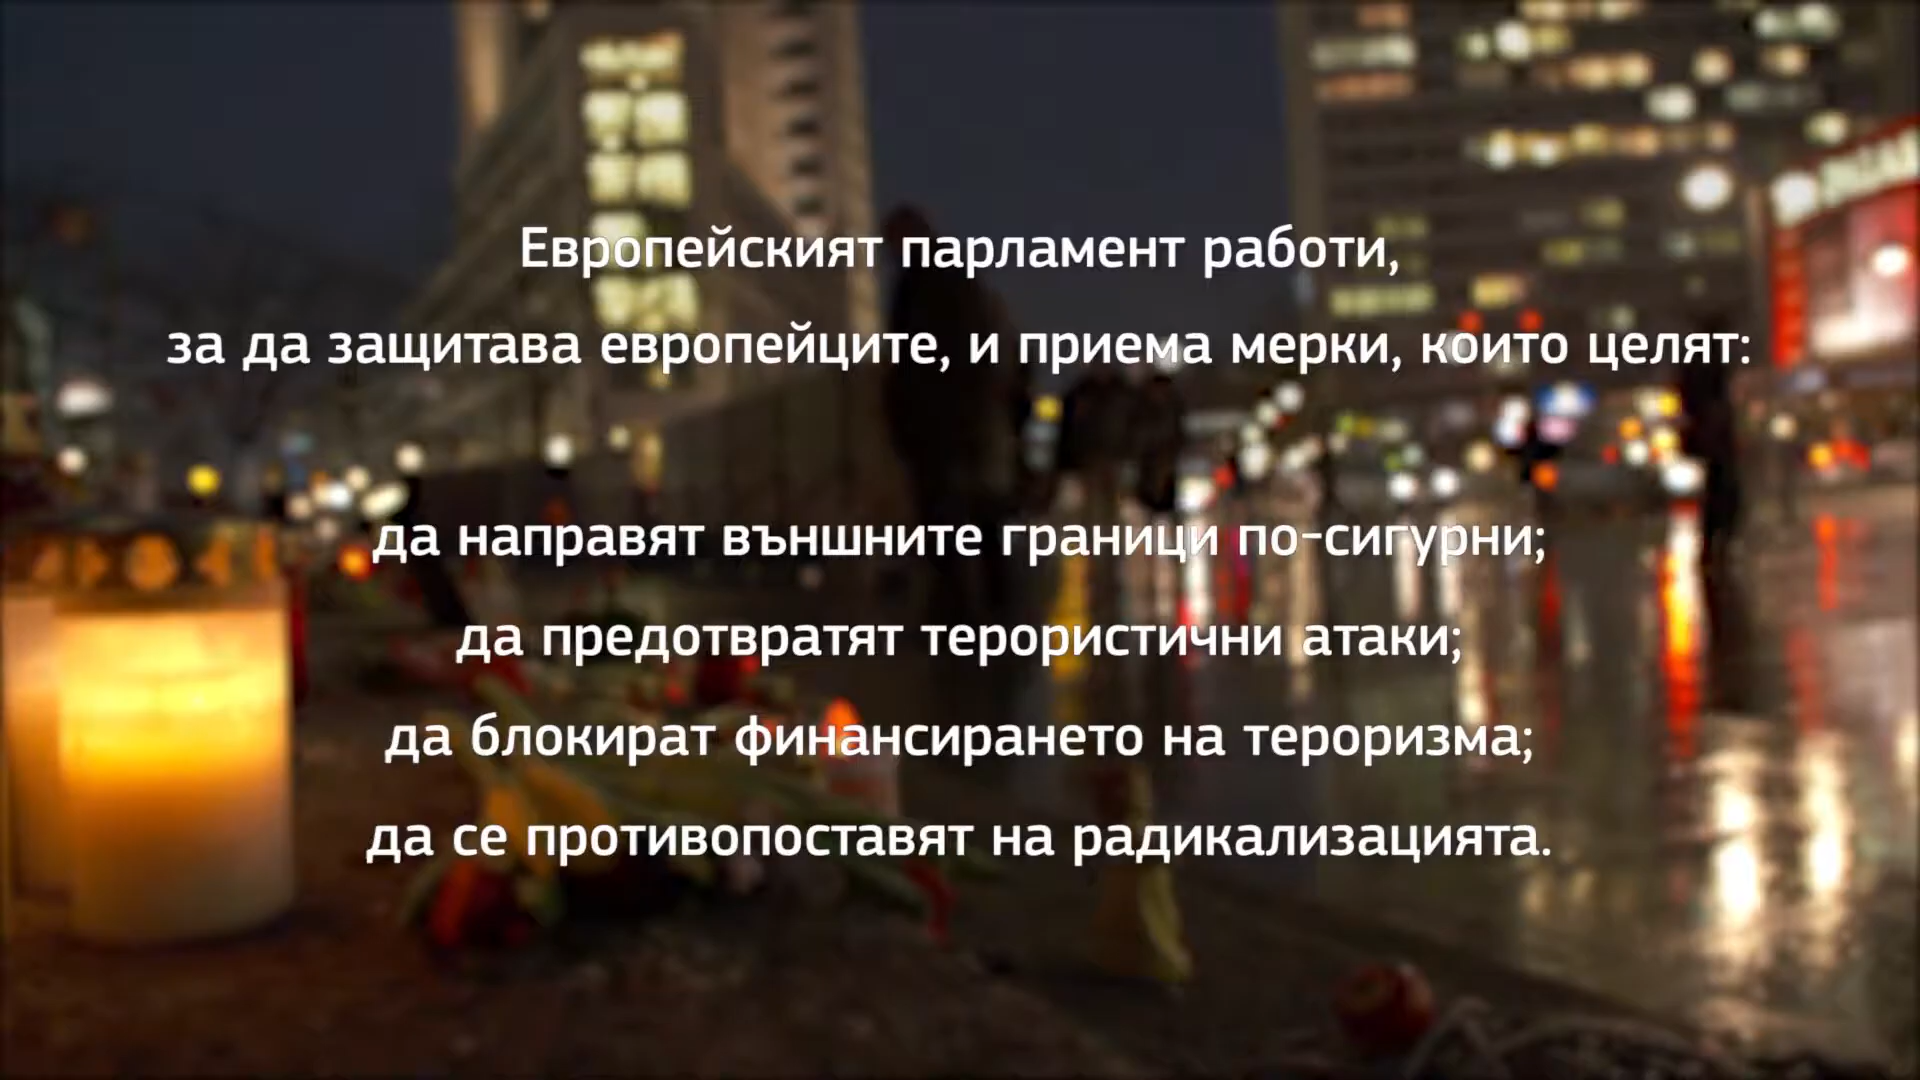 Европейският парламент работи,
за да защитава европейците, и приема мерки, които целят:
да направят външните граници по-сигурни;
да предотвратят терористични атаки;
да блокират финансирането на тероризма;
да се противопоставят на радикализацията.